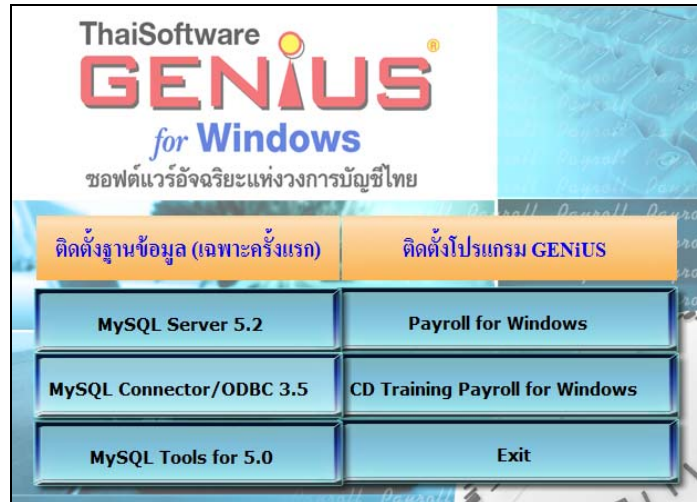 ThaiSoftware
GENiUS®
for Windows
ซอฟต์แวร์อัจฉริยะแห่งวงการบัญชีไทย
ติดตั้งฐานข้อมูล (เฉพาะครั้งแรก)
ติดตั้งโปรแกรม GENiUS
MySQL Server 5.2
Payroll for Windows
MySQL Connector/ODBC 3.5
CD Training Payroll for Windows
MySQL Tools for 5.0
Exit